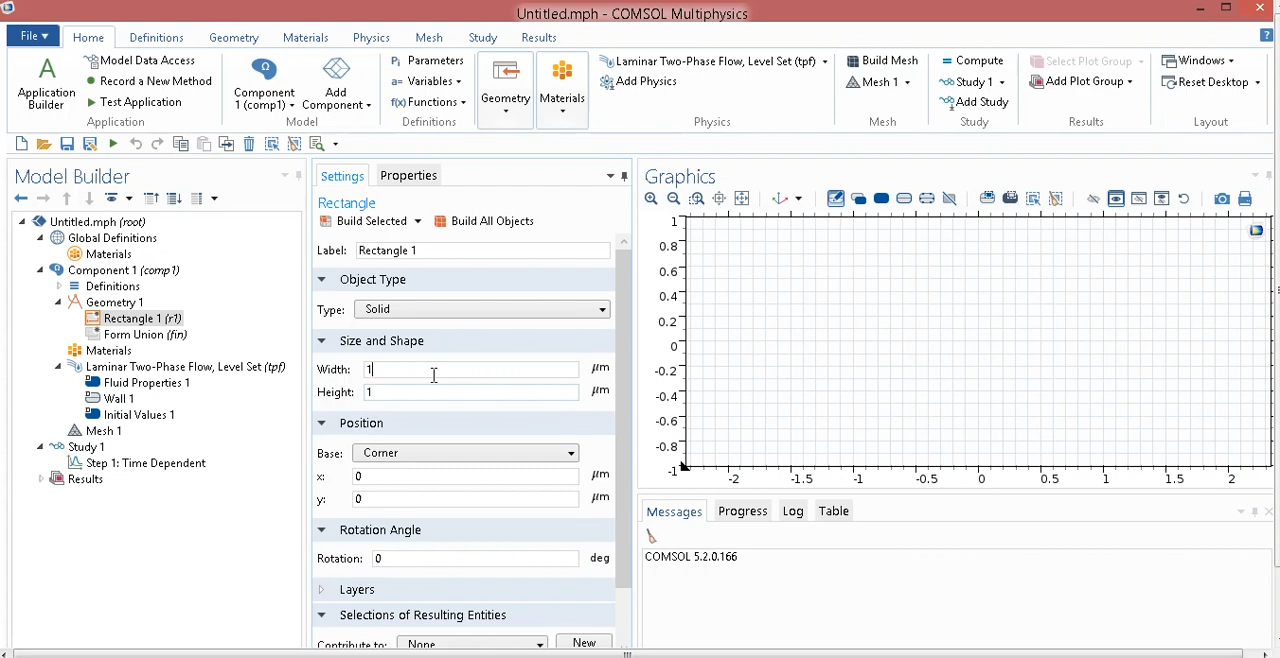 Untitled.mph - COMSOL Multiphysics
File Home Definitions Geometry Materials Physics Mesh Study Results
Application Builder
Model Data Access
Record a New Method
Test Application
Application
Component 1 (comp1)
Add Component
Model
Pi Parameters
a= Variables
f(x) Functions
Definitions
Geometry
Materials
Laminar Two-Phase Flow, Level Set (tpf)
Add Physics
Physics
Build Mesh
Mesh 1
Mesh
= Compute
Study 1
Add Study
Study
Select Plot Group
Add Plot Group
Results
Windows
Reset Desktop
Layout
Model Builder
Untitled.mph (root)
Global Definitions
Materials
Component 1 (comp1)
Definitions
Geometry 1
Rectangle 1 (r1)
Form Union (fin)
Materials
Laminar Two-Phase Flow, Level Set (tpf)
Fluid Properties 1
Wall 1
Initial Values 1
Mesh 1
Study 1
Step 1: Time Dependent
Results
Settings Properties
Rectangle
Build Selected Build All Objects
Label: Rectangle 1
Object Type
Type: Solid
Size and Shape
Width: 1 µm
Height: 1 µm
Position
Base: Corner
x: 0 µm
y: 0 µm
Rotation Angle
Rotation: 0 deg
Layers
Selections of Resulting Entities
Contribute to: None New
Graphics
1
0.8
0.6
0.4
0.2
0
-0.2
-0.4
-0.6
-0.8
-1
-2 -1.5 -1 -0.5 0 0.5 1 1.5 2
Messages Progress Log Table
COMSOL 5.2.0.166